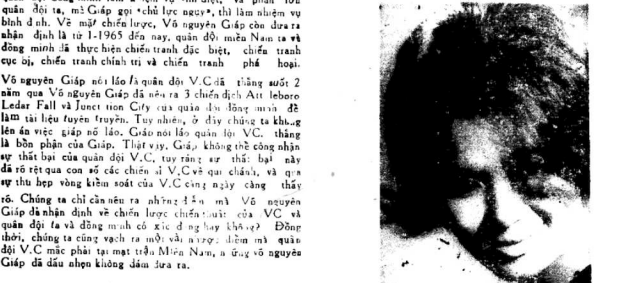 quân đội ta, mà Giáp gọi «chủ lực ngụy», thì làm nhiệm vụ
bình định. Về mặt chiến lược, Võ nguyên Giáp còn đưa ra
nhận định là từ 1-1965 đến nay, quân đội miền Nam ta và
đồng minh đã thực hiện chiến tranh đặc biệt, chiến tranh
cục bộ, chiến tranh chính trị và chiến tranh phá hoại.
Võ nguyên Giáp nói láo là quân đội V.C đã thắng suốt 2
năm qua Võ nguyên Giáp đã nêu ra 3 chiến dịch Att leboro
Ledar Fall và Junct ion City của quân đội đồng minh để
làm tài liệu tuyên truyền. Tuy nhiên, ở đây chúng ta không
lên án việc giáp nổ láo. Giáo nói láo quân đội VC. thắng
là bổn phận của Giáp. Thật vậy, Giáp không thể công nhận
sự thất bại của quân đội V.C, tuy rằng sự thất bại này
đã rõ rệt qua con số các chiến sĩ V.C về qui chánh, và qua
sự thu hẹp vòng kiểm soát của V.C càng ngày càng thấy
rõ. Chúng ta chỉ cần nêu ra những mà Võ nguyên
Giáp đã nhận định về chiến lược chiến thuật của VC và
quân đội ta và đồng minh có xác đáng hay không? Đồng
thời, chúng ta cũng vạch ra một vài nhược điểm mà quân
đội V.C mắc phải tại mặt trận Miền Nam, võ nguyên
Giáp đã dấu nhẹn không dám đưa ra.